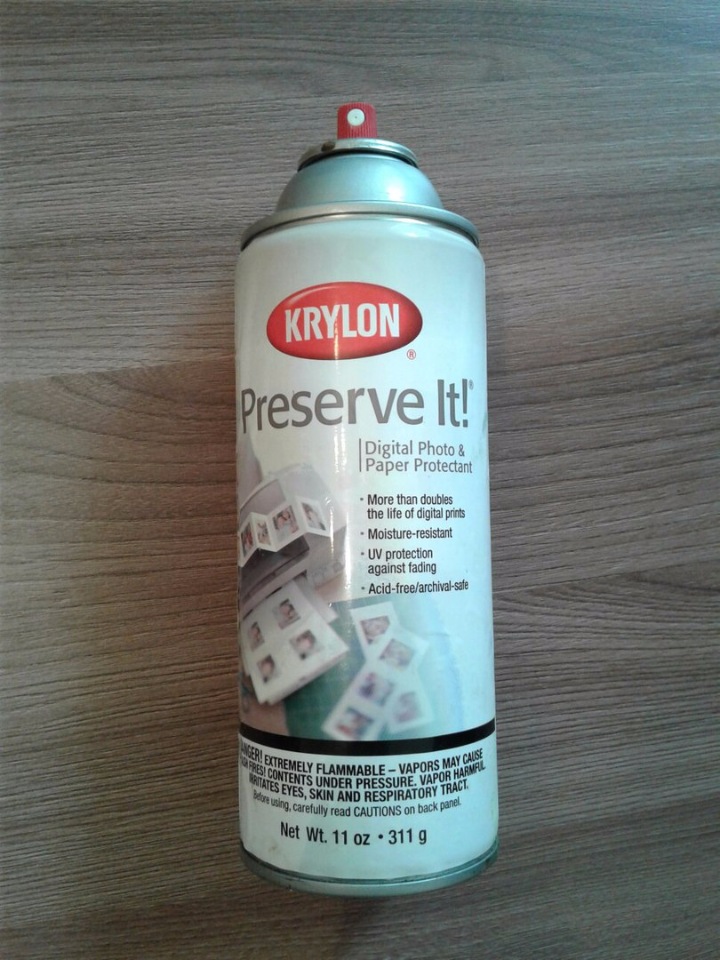 KRYLON
®
Preserve It!®
Digital Photo &
Paper Protectant
• More than doubles
the life of digital prints
• Moisture-resistant
• UV protection
against fading
• Acid-free/archival-safe
EXTREMELY FLAMMABLE – VAPORS MAY CAUSE
FIRES! CONTENTS UNDER PRESSURE. VAPOR HARMFUL.
IRRITATES EYES, SKIN AND RESPIRATORY TRACT.
Before using, carefully read CAUTIONS on back panel.
Net Wt. 11 oz • 311 g